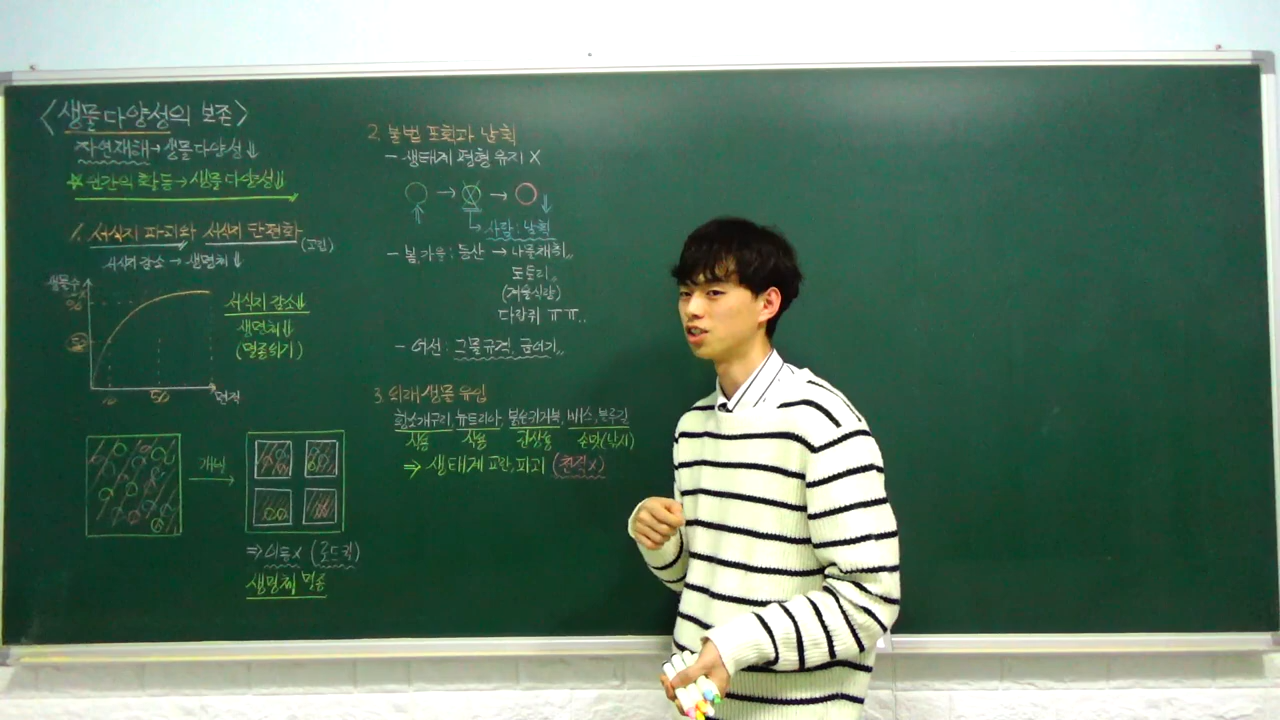 <생물다양성의 보존>
자연재해→생물다양성↓
☆인간의 활동→생물다양성↓
1. 서식지 파괴와 서식지 단편화
(고립)
서식지 감소 → 생명체↓
생물수
%
면적
10
50
서식지 감소↓
생명체↓
(멸종위기)
개발
⇒이동x (로드킬)
생명체 멸종
2. 불법 포획과 남획
- 생태계 평형 유지 X
사람 : 남획
- 봄, 가을 : 등산 → 나물채취,,
도토리,,
(겨울식량)
다람쥐 ㅠㅠ..
- 어선 : 그물규격,
3. 외래생물 유입
황소개구리, 뉴트리아, 붉은귀거북, 배스, 블루길
식용 식용 관상용 손맛(낚시)
⇒ 생태계 교란, 파괴 (천적x)